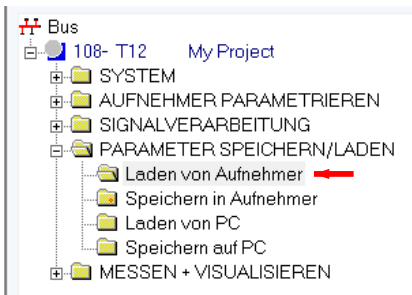 Bus
108- T12 My Project
SYSTEM
AUFNEHMER PARAMETRIEREN
SIGNALVERARBEITUNG
PARAMETER SPEICHERN/LADEN
Laden von Aufnehmer
Speichern in Aufnehmer
Laden von PC
Speichern auf PC
MESSEN + VISUALISIEREN